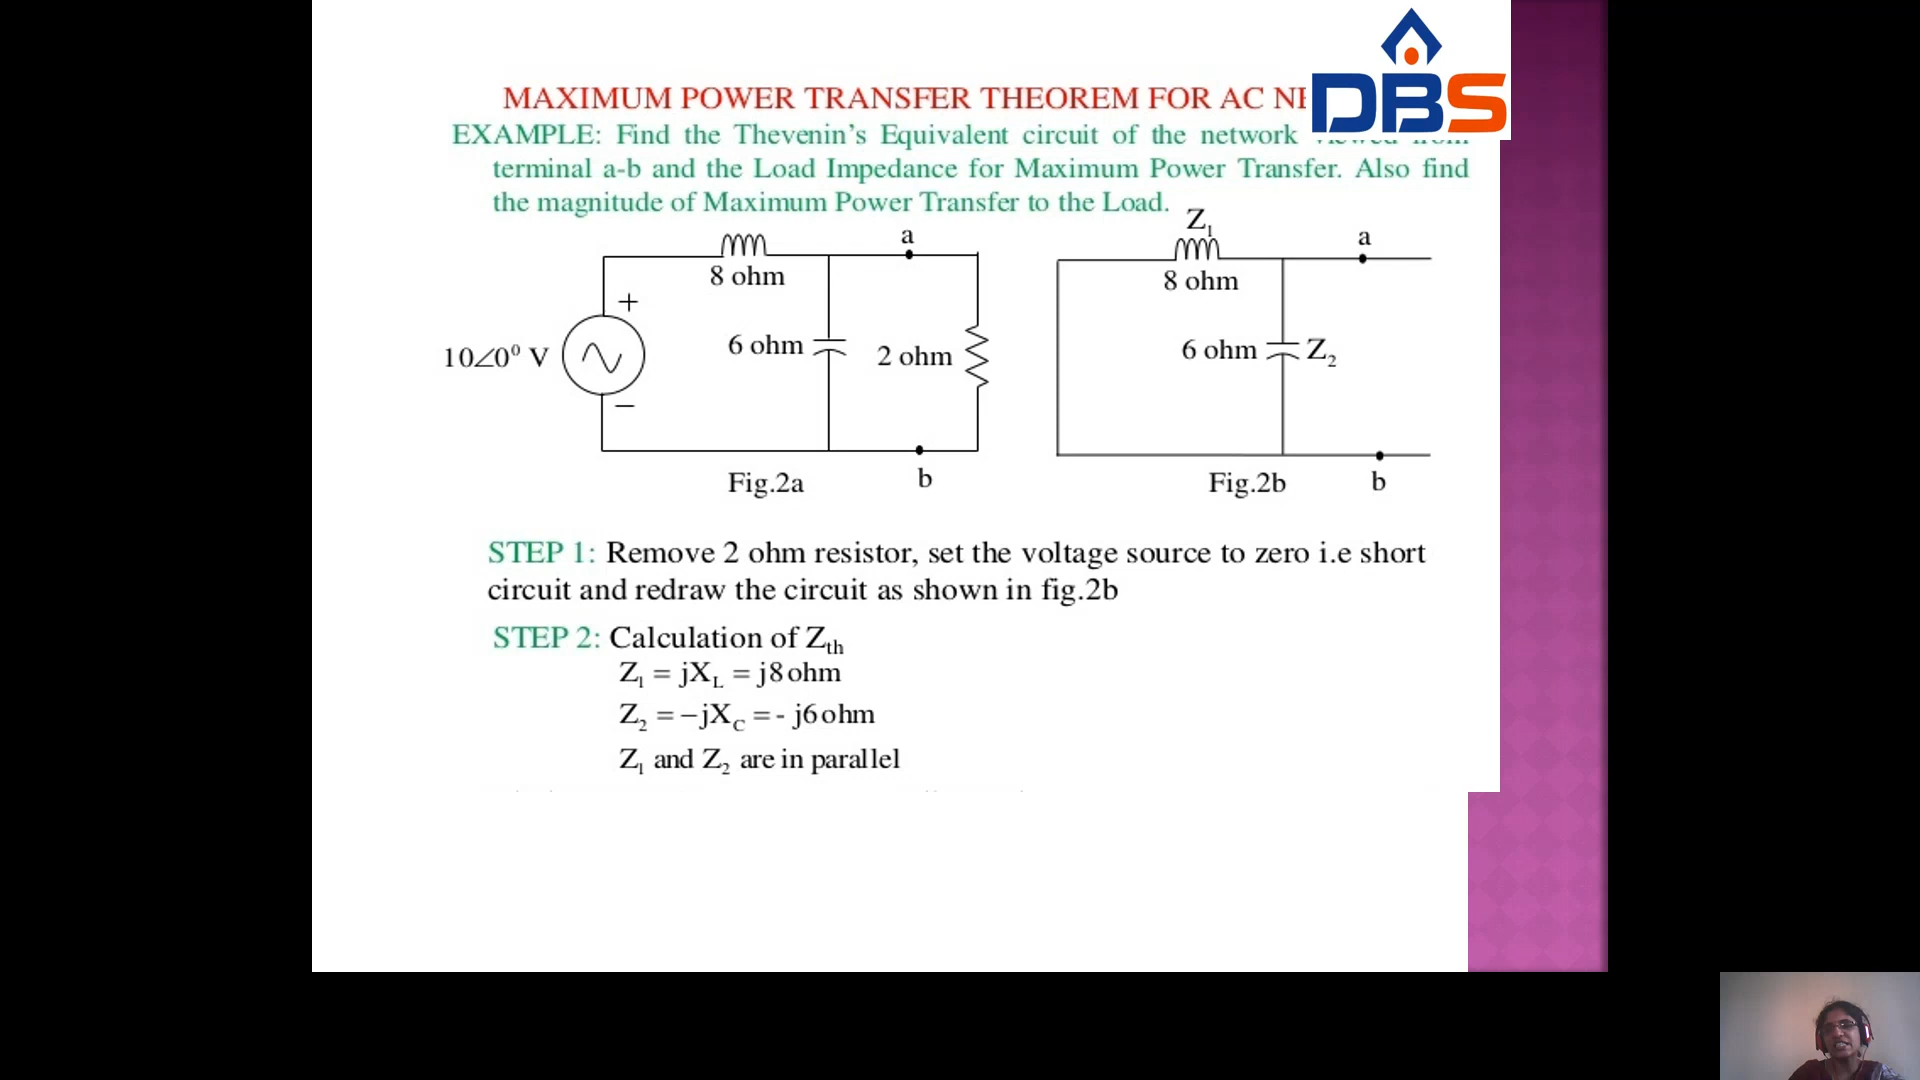 DBS
MAXIMUM POWER TRANSFER THEOREM FOR AC
EXAMPLE: Find the Thevenin's Equivalent circuit of the network
terminal a-b and the Load Impedance for Maximum Power Transfer. Also find
the magnitude of Maximum Power Transfer to the Load.
a
8 ohm
+
10∠0⁰ V
6 ohm
2 ohm
−
b
Fig.2a
Z₁
a
8 ohm
6 ohm
Z₂
Fig.2b
b
STEP 1: Remove 2 ohm resistor, set the voltage source to zero i.e short
circuit and redraw the circuit as shown in fig.2b
STEP 2: Calculation of Zth
Z₁ = jX_L = j8 ohm
Z₂ = −jX_C = - j6 ohm
Z₁ and Z₂ are in parallel